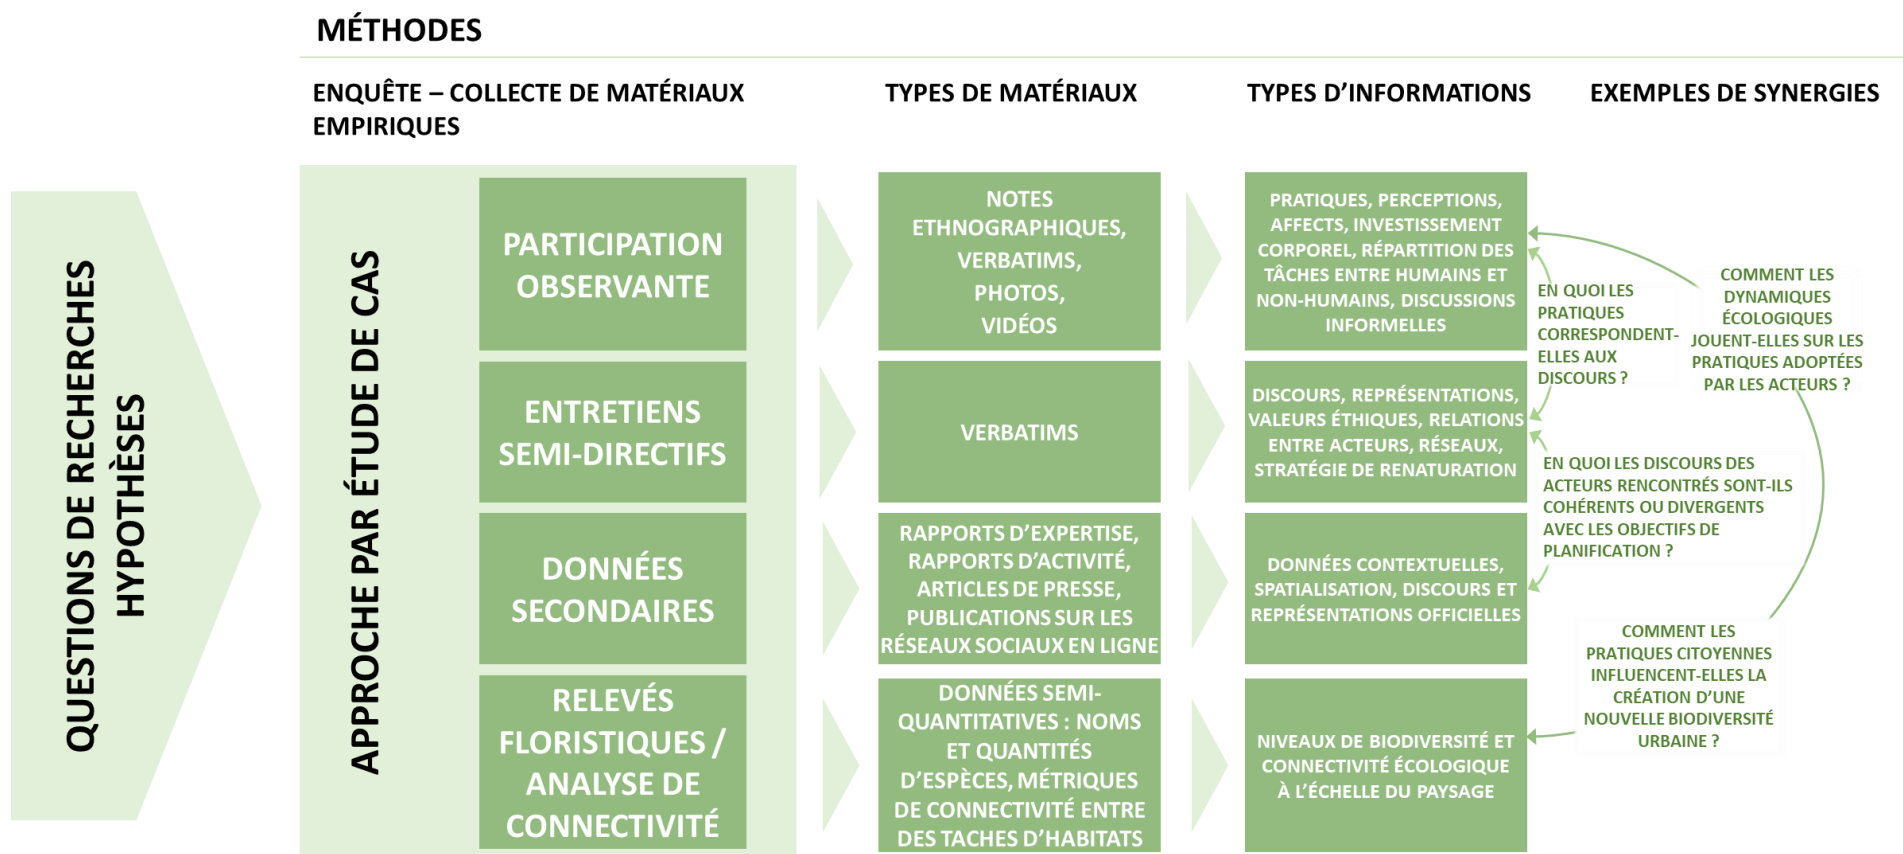 MÉTHODES
ENQUÊTE – COLLECTE DE MATÉRIAUX
EMPIRIQUES
TYPES DE MATÉRIAUX
TYPES D’INFORMATIONS
EXEMPLES DE SYNERGIES
QUESTIONS DE RECHERCHES
HYPOTHÈSES
APPROCHE PAR ÉTUDE DE CAS
PARTICIPATION
OBSERVANTE
NOTES
ETHNOGRAPHIQUES,
VERBATIMS,
PHOTOS,
VIDÉOS
PRATIQUES, PERCEPTIONS,
AFFECTS, INVESTISSEMENT
CORPOREL, RÉPARTITION DES
TÂCHES ENTRE HUMAINS ET
NON-HUMAINS, DISCUSSIONS
INFORMELLES
ENTRETIENS
SEMI-DIRECTIFS
VERBATIMS
DISCOURS, REPRÉSENTATIONS,
VALEURS ÉTHIQUES, RELATIONS
ENTRE ACTEURS, RÉSEAUX,
STRATÉGIE DE RENATURATION
DONNÉES
SECONDAIRES
RAPPORTS D’EXPERTISE,
RAPPORTS D’ACTIVITÉ,
ARTICLES DE PRESSE,
PUBLICATIONS SUR LES
RÉSEAUX SOCIAUX EN LIGNE
DONNÉES CONTEXTUELLES,
SPATIALISATION, DISCOURS ET
REPRÉSENTATIONS OFFICIELLES
RELEVÉS
FLORISTIQUES /
ANALYSE DE
CONNECTIVITÉ
DONNÉES SEMI-
QUANTITATIVES : NOMS
ET QUANTITÉS
D’ESPÈCES, MÉTRIQUES
DE CONNECTIVITÉ ENTRE
DES TACHES D’HABITATS
NIVEAUX DE BIODIVERSITÉ ET
CONNECTIVITÉ ÉCOLOGIQUE
À L’ÉCHELLE DU PAYSAGE
EN QUOI LES
PRATIQUES
CORRESPONDENT-
ELLES AUX
DISCOURS ?
COMMENT LES
DYNAMIQUES
ÉCOLOGIQUES
JOUENT-ELLES SUR LES
PRATIQUES ADOPTÉES
PAR LES ACTEURS ?
EN QUOI LES DISCOURS DES
ACTEURS RENCONTRÉS SONT-ILS
COHÉRENTS OU DIVERGENTS
AVEC LES OBJECTIFS DE
PLANIFICATION ?
COMMENT LES
PRATIQUES CITOYENNES
INFLUENCENT-ELLES LA
CRÉATION D’UNE
NOUVELLE BIODIVERSITÉ
URBAINE ?